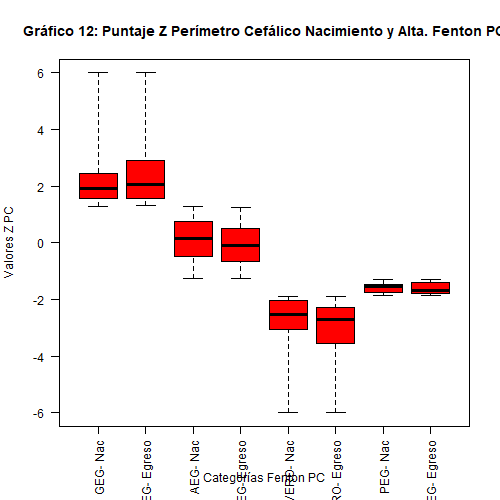 Gráfico 12: Puntaje Z Perímetro Cefálico Nacimiento y Alta. Fenton PC
Valores Z PC
6
4
2
0
-2
-4
-6
GEG- Nac
EG- Egreso
AEG- Nac
EG- Egreso
VERO- Nac
RO- Egreso
PEG- Nac
EG- Egreso
Categorías Fenton PC